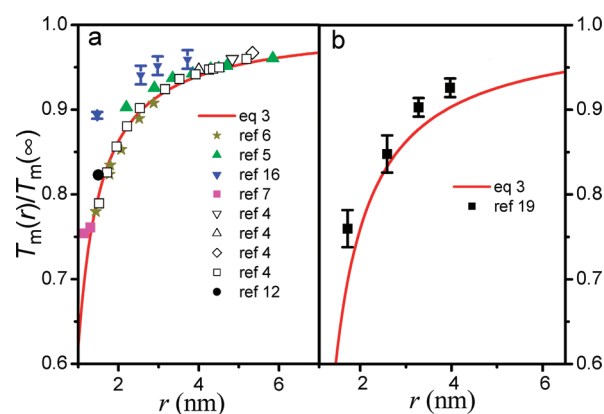 a
b
1.0
0.9
0.8
0.7
0.6
Tm(r)/Tm(∞)
eq 3
ref 6
ref 5
ref 16
ref 7
ref 4
ref 4
ref 4
ref 4
ref 12
2 4 6
r (nm)
eq 3
ref 19
2 4 6
r (nm)
1.0
0.9
0.8
0.7
0.6